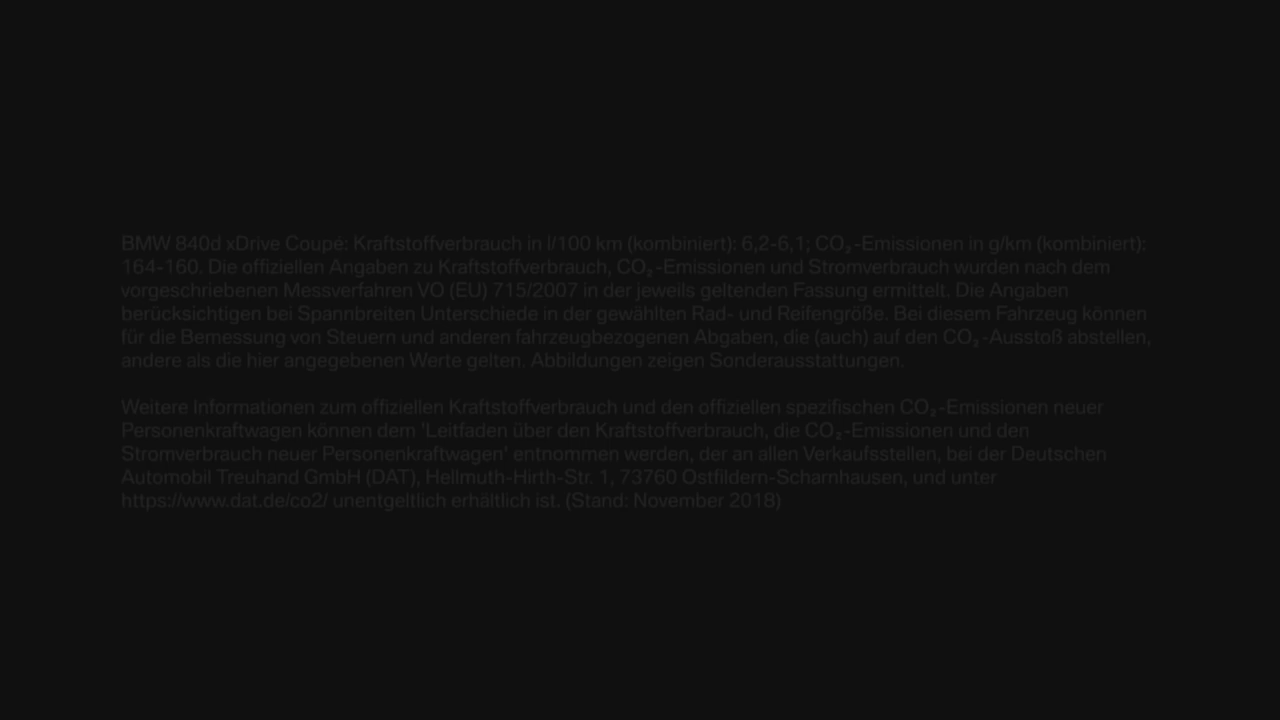 BMW 840d xDrive Coupé: Kraftstoffverbrauch in l/100 km (kombiniert): 6,2-6,1; CO₂-Emissionen in g/km (kombiniert):
164-160. Die offiziellen Angaben zu Kraftstoffverbrauch, CO₂-Emissionen und Stromverbrauch wurden nach dem
vorgeschriebenen Messverfahren VO (EU) 715/2007 in der jeweils geltenden Fassung ermittelt. Die Angaben
berücksichtigen bei Spannbreiten Unterschiede in der gewählten Rad- und Reifengröße. Bei diesem Fahrzeug können
für die Bemessung von Steuern und anderen fahrzeugbezogenen Abgaben, die (auch) auf den CO₂-Ausstoß abstellen,
andere als die hier angegebenen Werte gelten. Abbildungen zeigen Sonderausstattungen.
Weitere Informationen zum offiziellen Kraftstoffverbrauch und den offiziellen spezifischen CO₂-Emissionen neuer
Personenkraftwagen können dem 'Leitfaden über den Kraftstoffverbrauch, die CO₂-Emissionen und den
Stromverbrauch neuer Personenkraftwagen' entnommen werden, der an allen Verkaufsstellen, bei der Deutschen
Automobil Treuhand GmbH (DAT), Hellmuth-Hirth-Str. 1, 73760 Ostfildern-Scharnhausen, und unter
https://www.dat.de/co2/ unentgeltlich erhältlich ist. (Stand: November 2018)